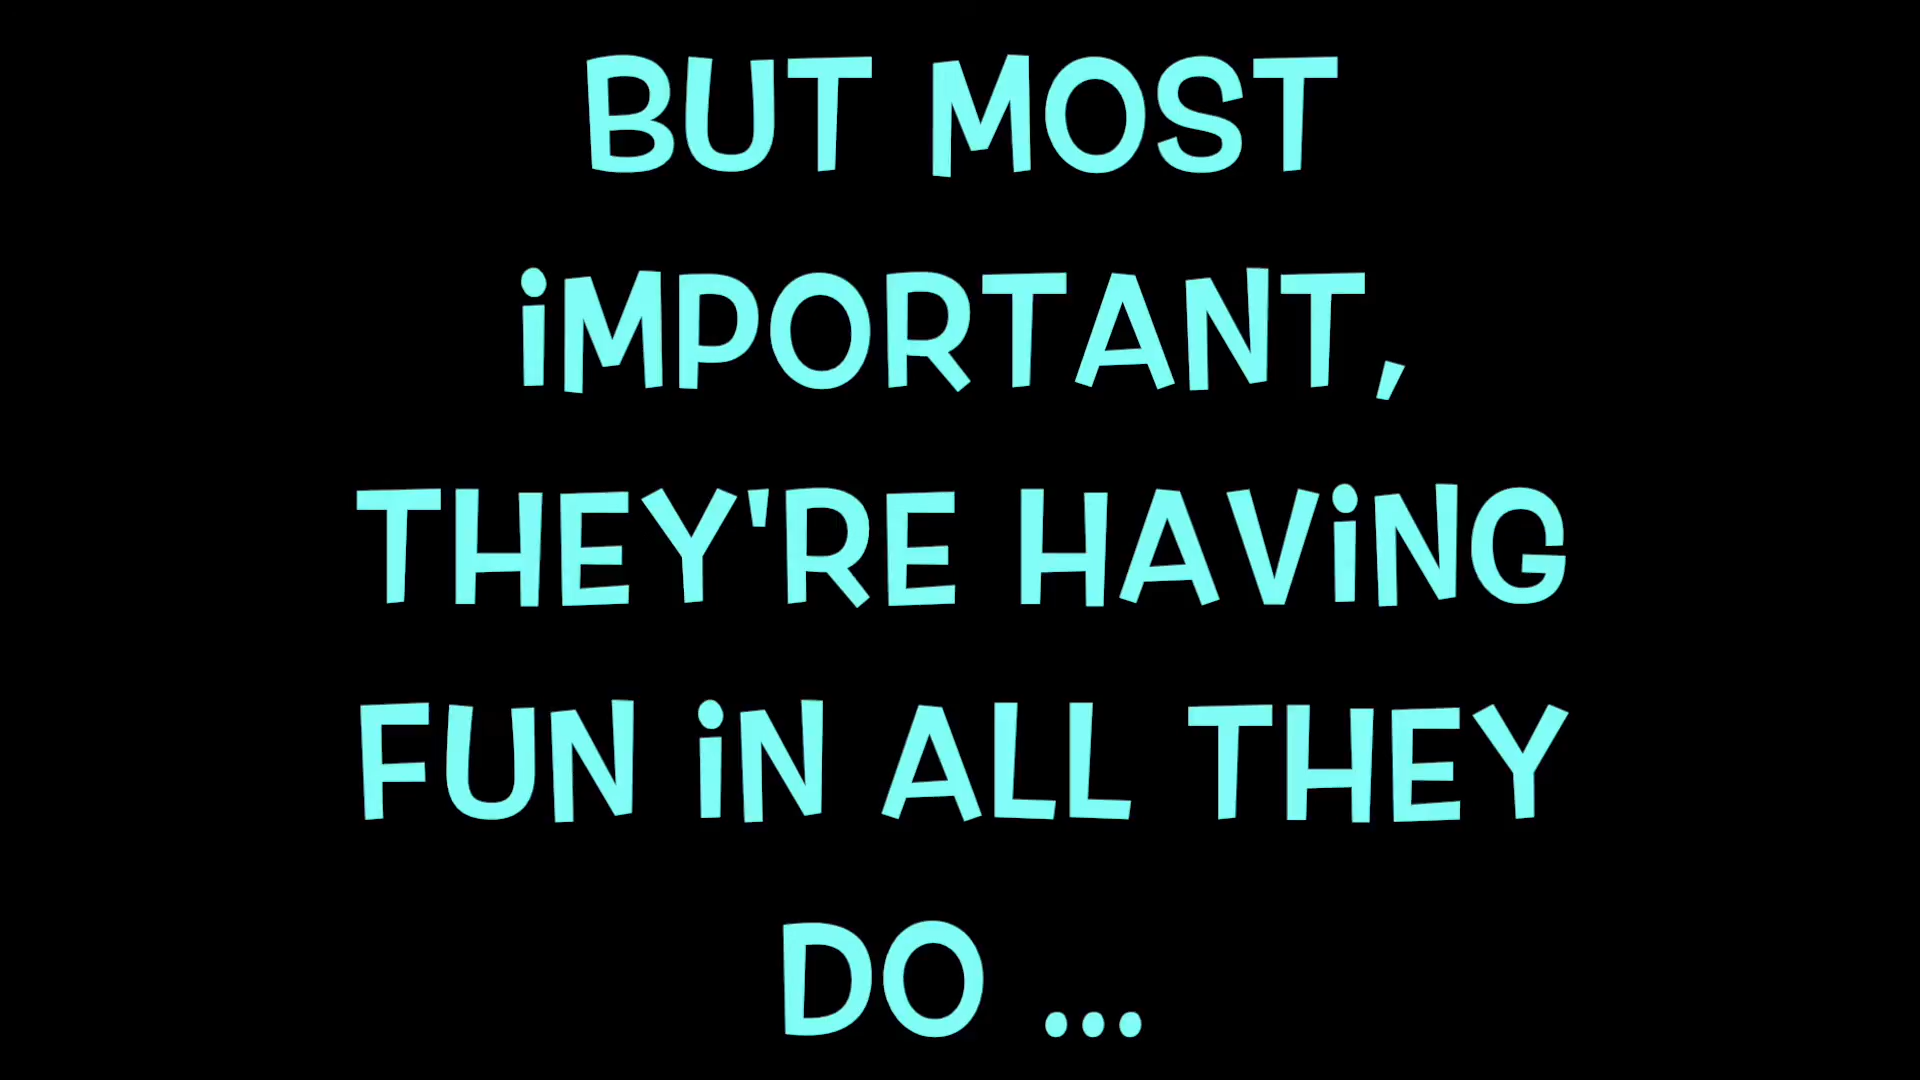 BUT MOST
iMPORTANT,
THEY'RE HAViNG
FUN iN ALL THEY
DO ...